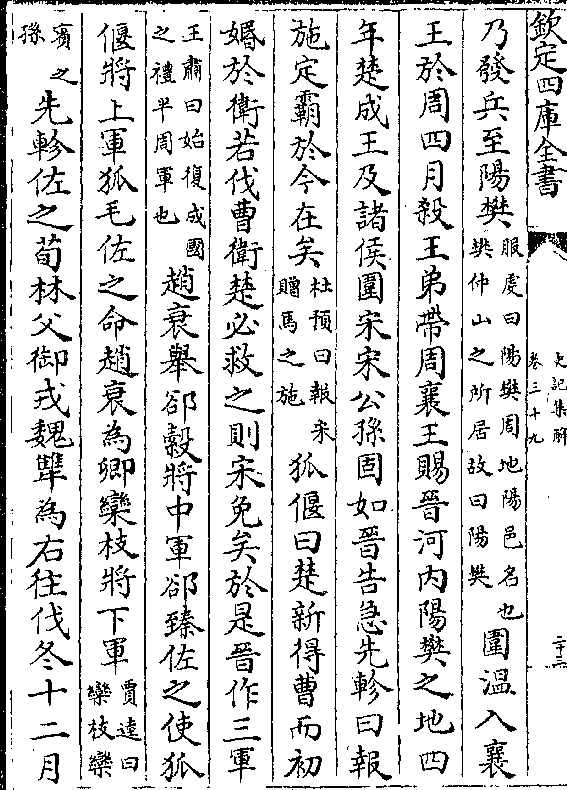 欽定四庫全書
史記集解
卷三十九
二十三
乃發兵至陽樊服虔曰陽樊周地陽邑名也樊仲山之所居故曰陽樊圍溫入襄
王於周四月殺王弟帶周襄王賜晉河内陽樊之地四
年楚成王及諸侯圍宋宋公孫固如晉告急先軫曰報
施定霸於今在矣杜預曰報宋贈馬之施狐偃曰楚新得曹而初
婚於衛若伐曹衛楚必救之則宋免矣於是晉作三軍
王肅曰始復成國之禮半周軍也趙衰舉郤縠將中軍郤臻佐之使狐
偃將上軍狐毛佐之命趙衰為卿欒枝將下軍賈逵曰欒枝欒
賓之孫先軫佐之荀林父御戎魏犨為右往伐冬十二月